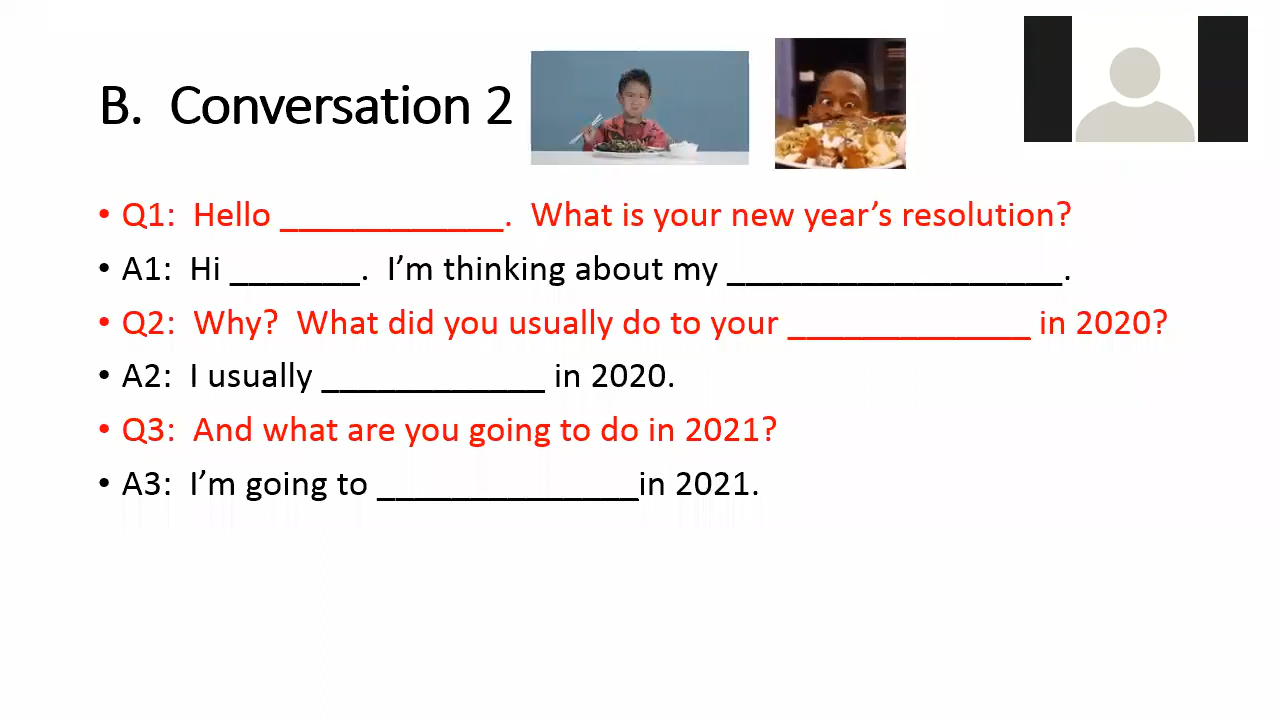 B. Conversation 2
• Q1: Hello ____________. What is your new year’s resolution?
• A1: Hi _______. I’m thinking about my __________________.
• Q2: Why? What did you usually do to your _____________ in 2020?
• A2: I usually ____________ in 2020.
• Q3: And what are you going to do in 2021?
• A3: I’m going to ______________in 2021.